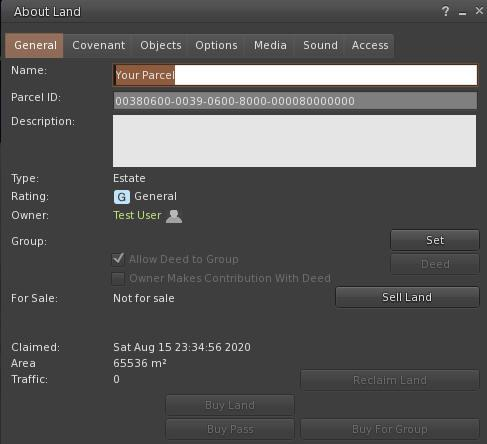 About Land
General Covenant Objects Options Media Sound Access
Name: Your Parcel
Parcel ID: 00380600-0039-0600-8000-000080000000
Description:
Type: Estate
Rating: G General
Owner: Test User
Group: Set
Allow Deed to Group Deed
Owner Makes Contribution With Deed
For Sale: Not for sale Sell Land
Claimed: Sat Aug 15 23:34:56 2020
Area 65536 m²
Traffic: 0 Reclaim Land
Buy Land
Buy Pass Buy For Group